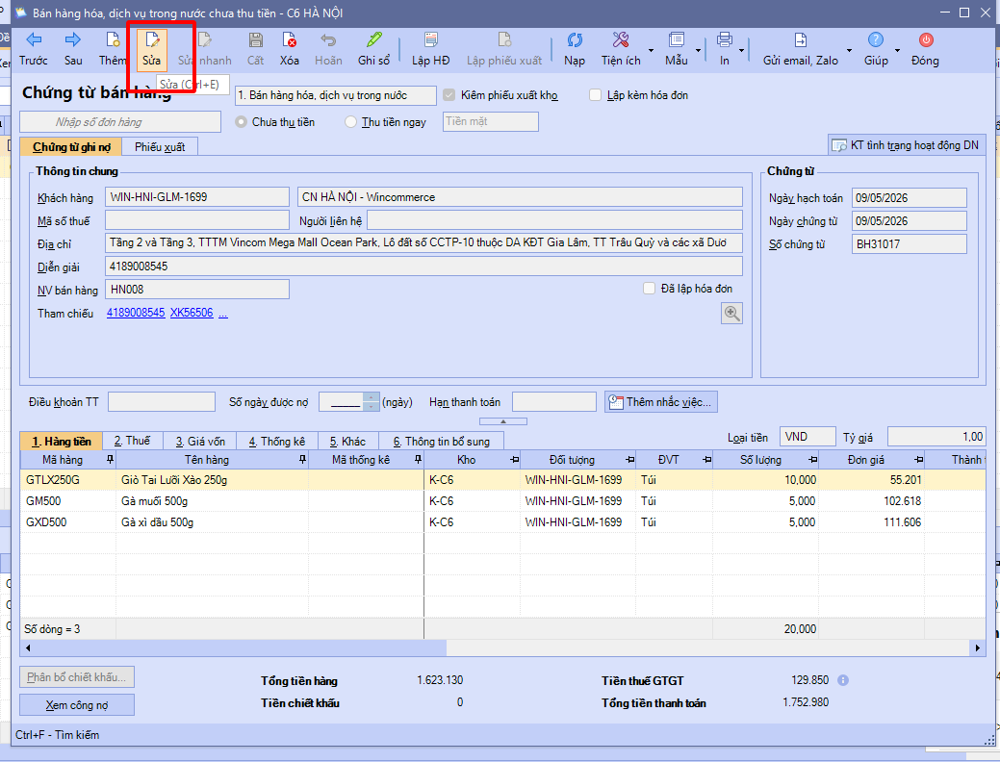 Bán hàng hóa, dịch vụ trong nước chưa thu tiền - C6 HÀ NỘI
Trước Sau Thêm Sửa Sửa nhanh Cất Xóa Hoãn Ghi sổ Lập HĐ Lập phiếu xuất Nạp Tiện ích Mẫu In Gửi email, Zalo Giúp Đóng
Sửa (Ctrl+E)
Chứng từ bán hàng 1. Bán hàng hóa, dịch vụ trong nước Kiêm phiếu xuất kho Lập kèm hóa đơn
Nhập số đơn hàng Chưa thu tiền Thu tiền ngay Tiền mặt
Chứng từ ghi nợ Phiếu xuất KT tình trạng hoạt động DN
Thông tin chung Chứng từ
Khách hàng WIN-HNI-GLM-1699 CN HÀ NỘI - Wincommerce Ngày hạch toán 09/05/2026
Mã số thuế Người liên hệ Ngày chứng từ 09/05/2026
Địa chỉ Tầng 2 và Tầng 3, TTTM Vincom Mega Mall Ocean Park, Lô đất số CCTP-10 thuộc DA KĐT Gia Lâm, TT Trâu Quỳ và các xã Dươ Số chứng từ BH31017
Diễn giải 4189008545
NV bán hàng HN008 Đã lập hóa đơn
Tham chiếu 4189008545 XK56506 ...
Điều khoản TT Số ngày được nợ (ngày) Hạn thanh toán Thêm nhắc việc...
1. Hàng tiền 2. Thuế 3. Giá vốn 4. Thống kê 5. Khác 6. Thông tin bổ sung Loại tiền VND Tỷ giá 1,00
Mã hàng Tên hàng Mã thống kê Kho Đối tượng ĐVT Số lượng Đơn giá Thành
GTLX250G Giò Tai Lưỡi Xào 250g K-C6 WIN-HNI-GLM-1699 Túi 10,000 55.201
GM500 Gà muối 500g K-C6 WIN-HNI-GLM-1699 Túi 5,000 102.618
GXD500 Gà xì dầu 500g K-C6 WIN-HNI-GLM-1699 Túi 5,000 111.606
Số dòng = 3 20,000
Phân bổ chiết khấu... Tổng tiền hàng 1.623.130 Tiền thuế GTGT 129.850
Xem công nợ Tiền chiết khấu 0 Tổng tiền thanh toán 1.752.980
Ctrl+F - Tìm kiếm